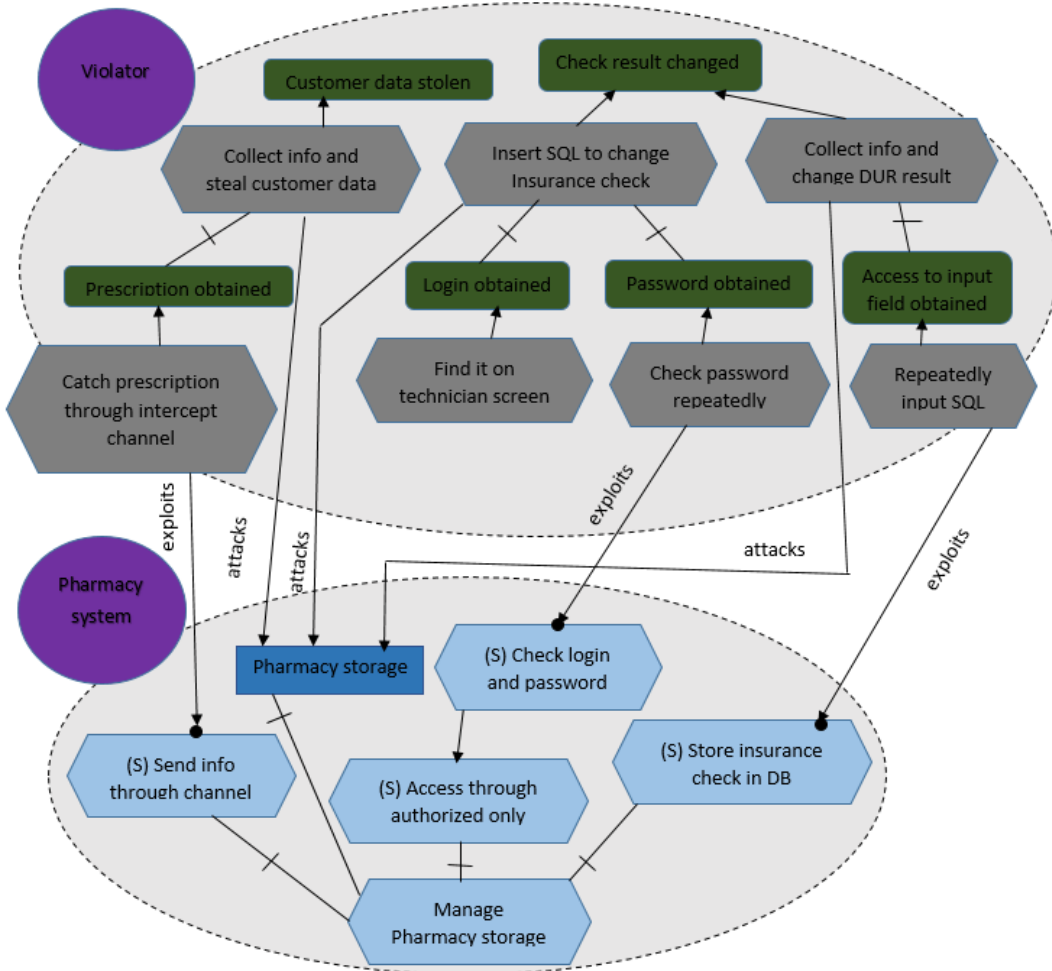 Violator
Customer data stolen
Check result changed
Collect info and
steal customer data
Insert SQL to change
Insurance check
Collect info and
change DUR result
Prescription obtained
Login obtained
Password obtained
Access to input
field obtained
Catch prescription
through intercept
channel
Find it on
technician screen
Check password
repeatedly
Repeatedly
input SQL
exploits
attacks
attacks
exploits
attacks
exploits
Pharmacy
system
Pharmacy storage
(S) Check login
and password
(S) Send info
through channel
(S) Access through
authorized only
(S) Store insurance
check in DB
Manage
Pharmacy storage